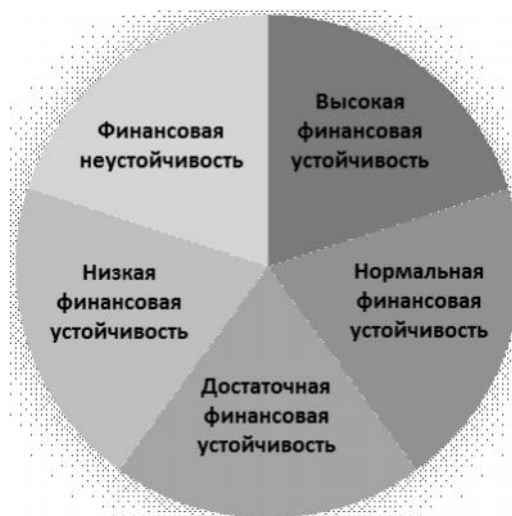 Высокая
финансовая
устойчивость
Нормальная
финансовая
устойчивость
Достаточная
финансовая
устойчивость
Низкая
финансовая
устойчивость
Финансовая
неустойчивость